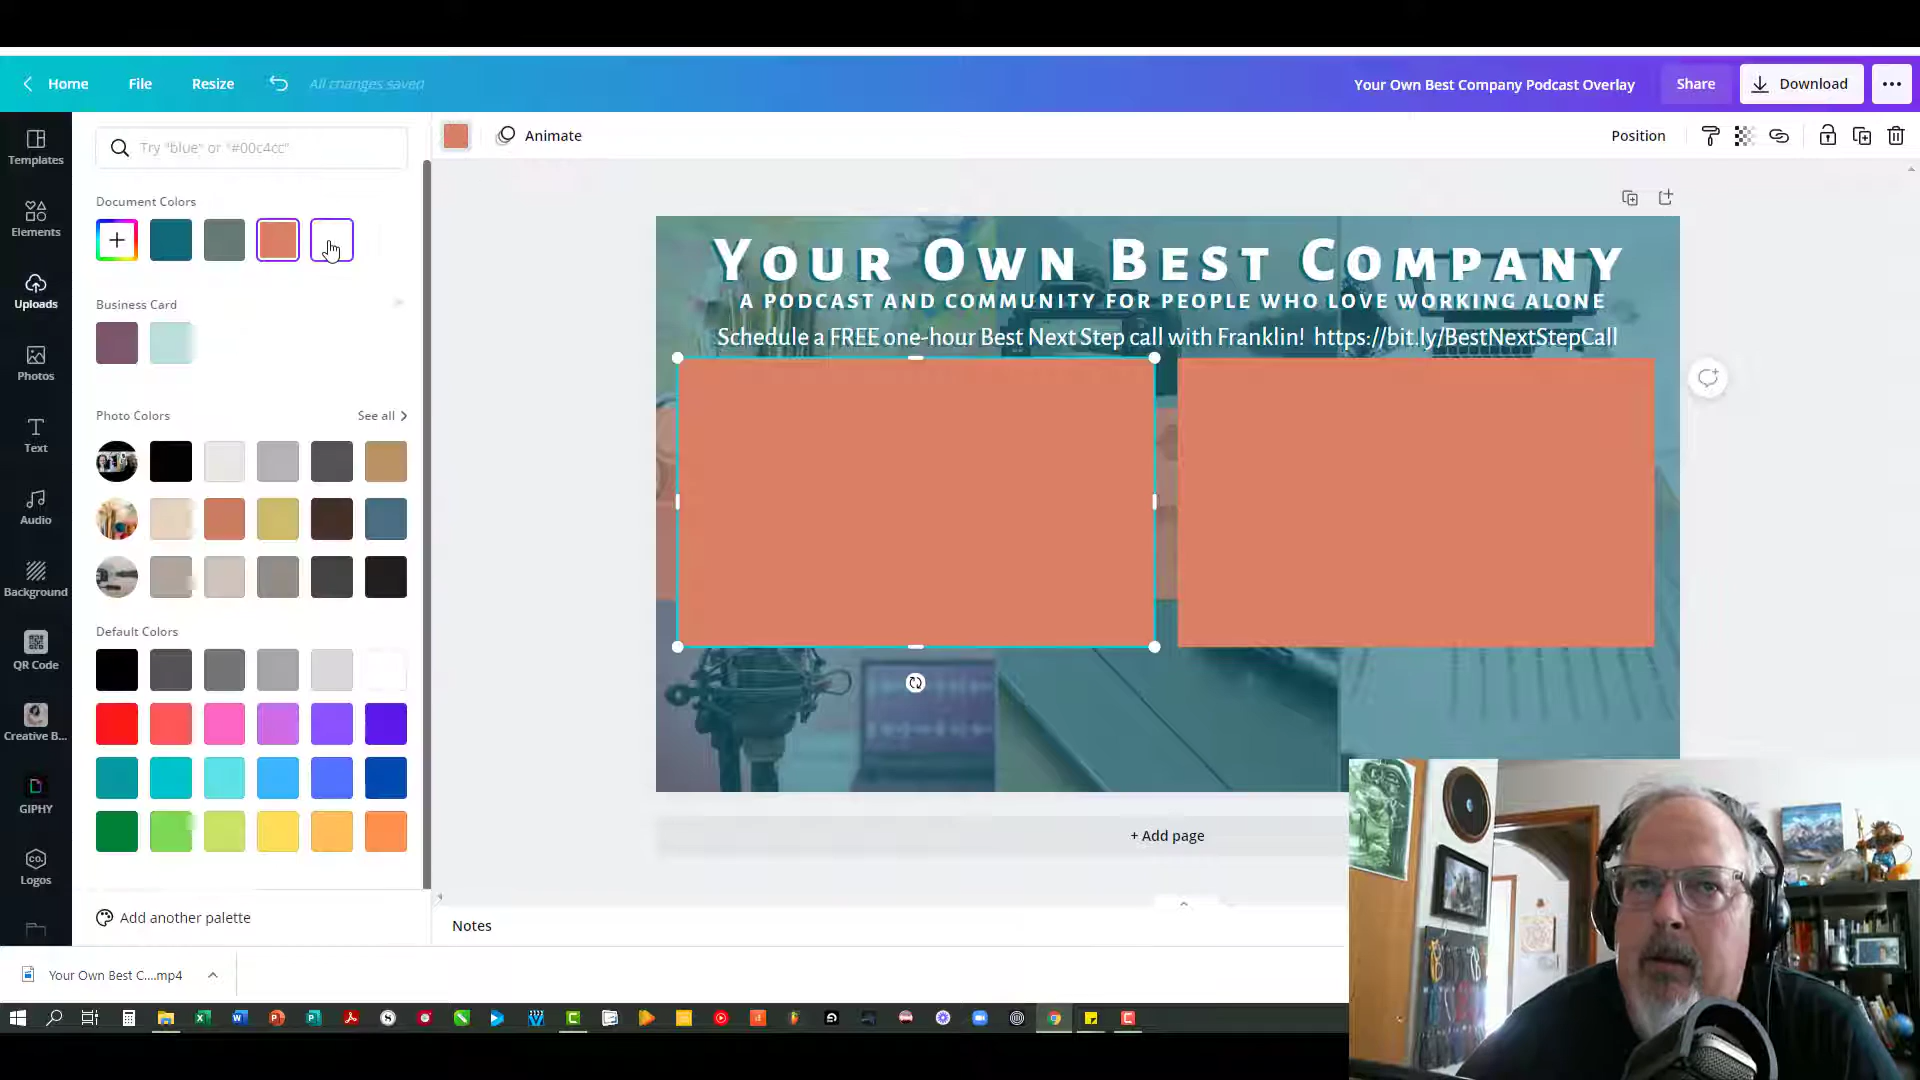 Home File Resize All changes saved Your Own Best Company Podcast Overlay Share Download
Templates
Elements
Uploads
Photos
Text
Audio
Background
QR Code
Creative B...
GIPHY
co.
Logos
Try "blue" or "#00c4cc"
Document Colors
Business Card
Photo Colors See all
Default Colors
Add another palette
Animate Position
YOUR OWN BEST COMPANY
A PODCAST AND COMMUNITY FOR PEOPLE WHO LOVE WORKING ALONE
Schedule a FREE one-hour Best Next Step call with Franklin! https://bit.ly/BestNextStepCall
+ Add page
Notes
Your Own Best C....mp4